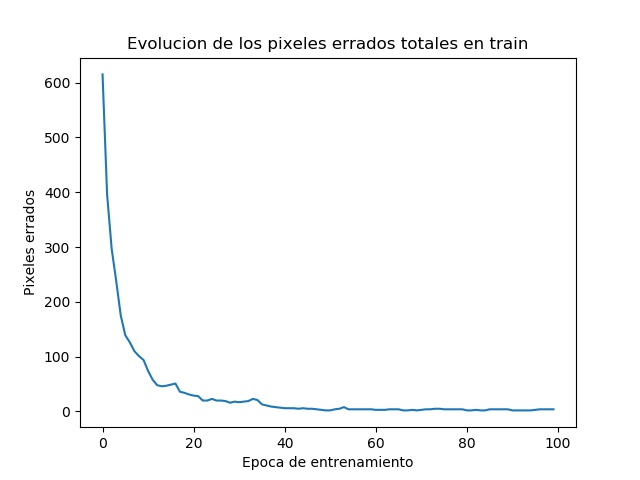 Evolucion de los pixeles errados totales en train
600
500
400
300
200
100
0
Pixeles errados
0 20 40 60 80 100
Epoca de entrenamiento